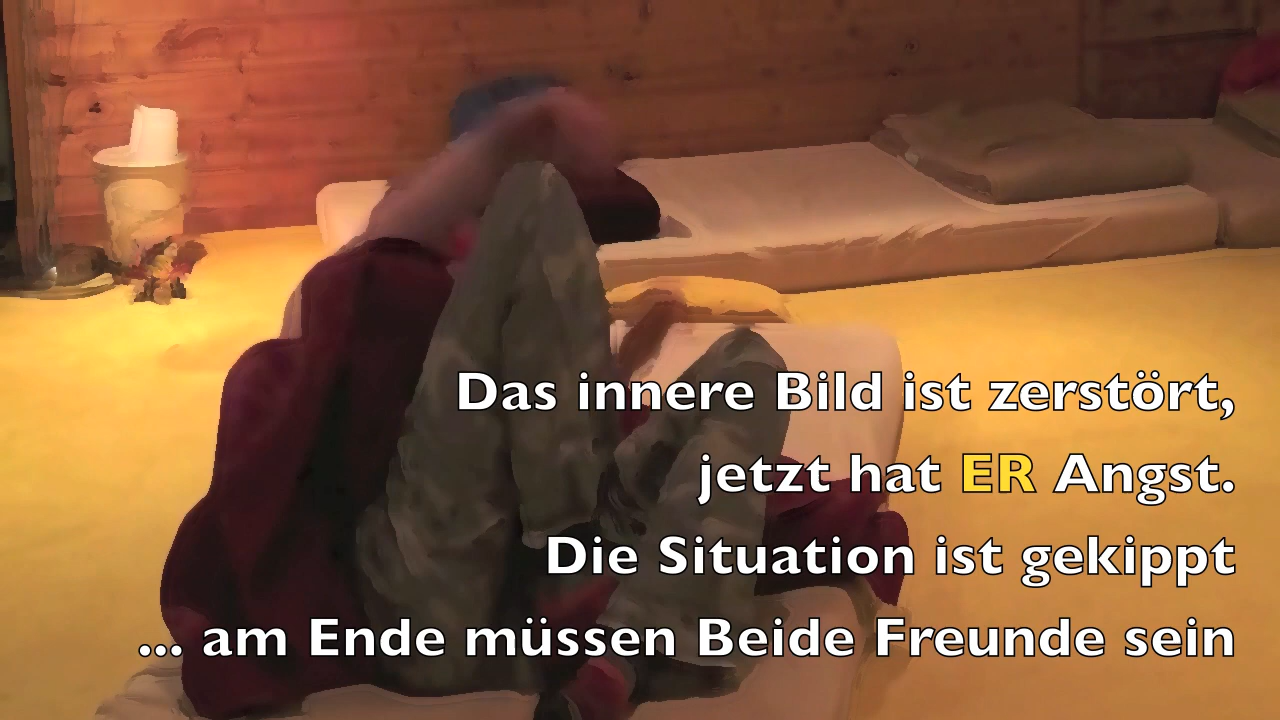 Das innere Bild ist zerstört,
jetzt hat ER Angst.
Die Situation ist gekippt
... am Ende müssen Beide Freunde sein